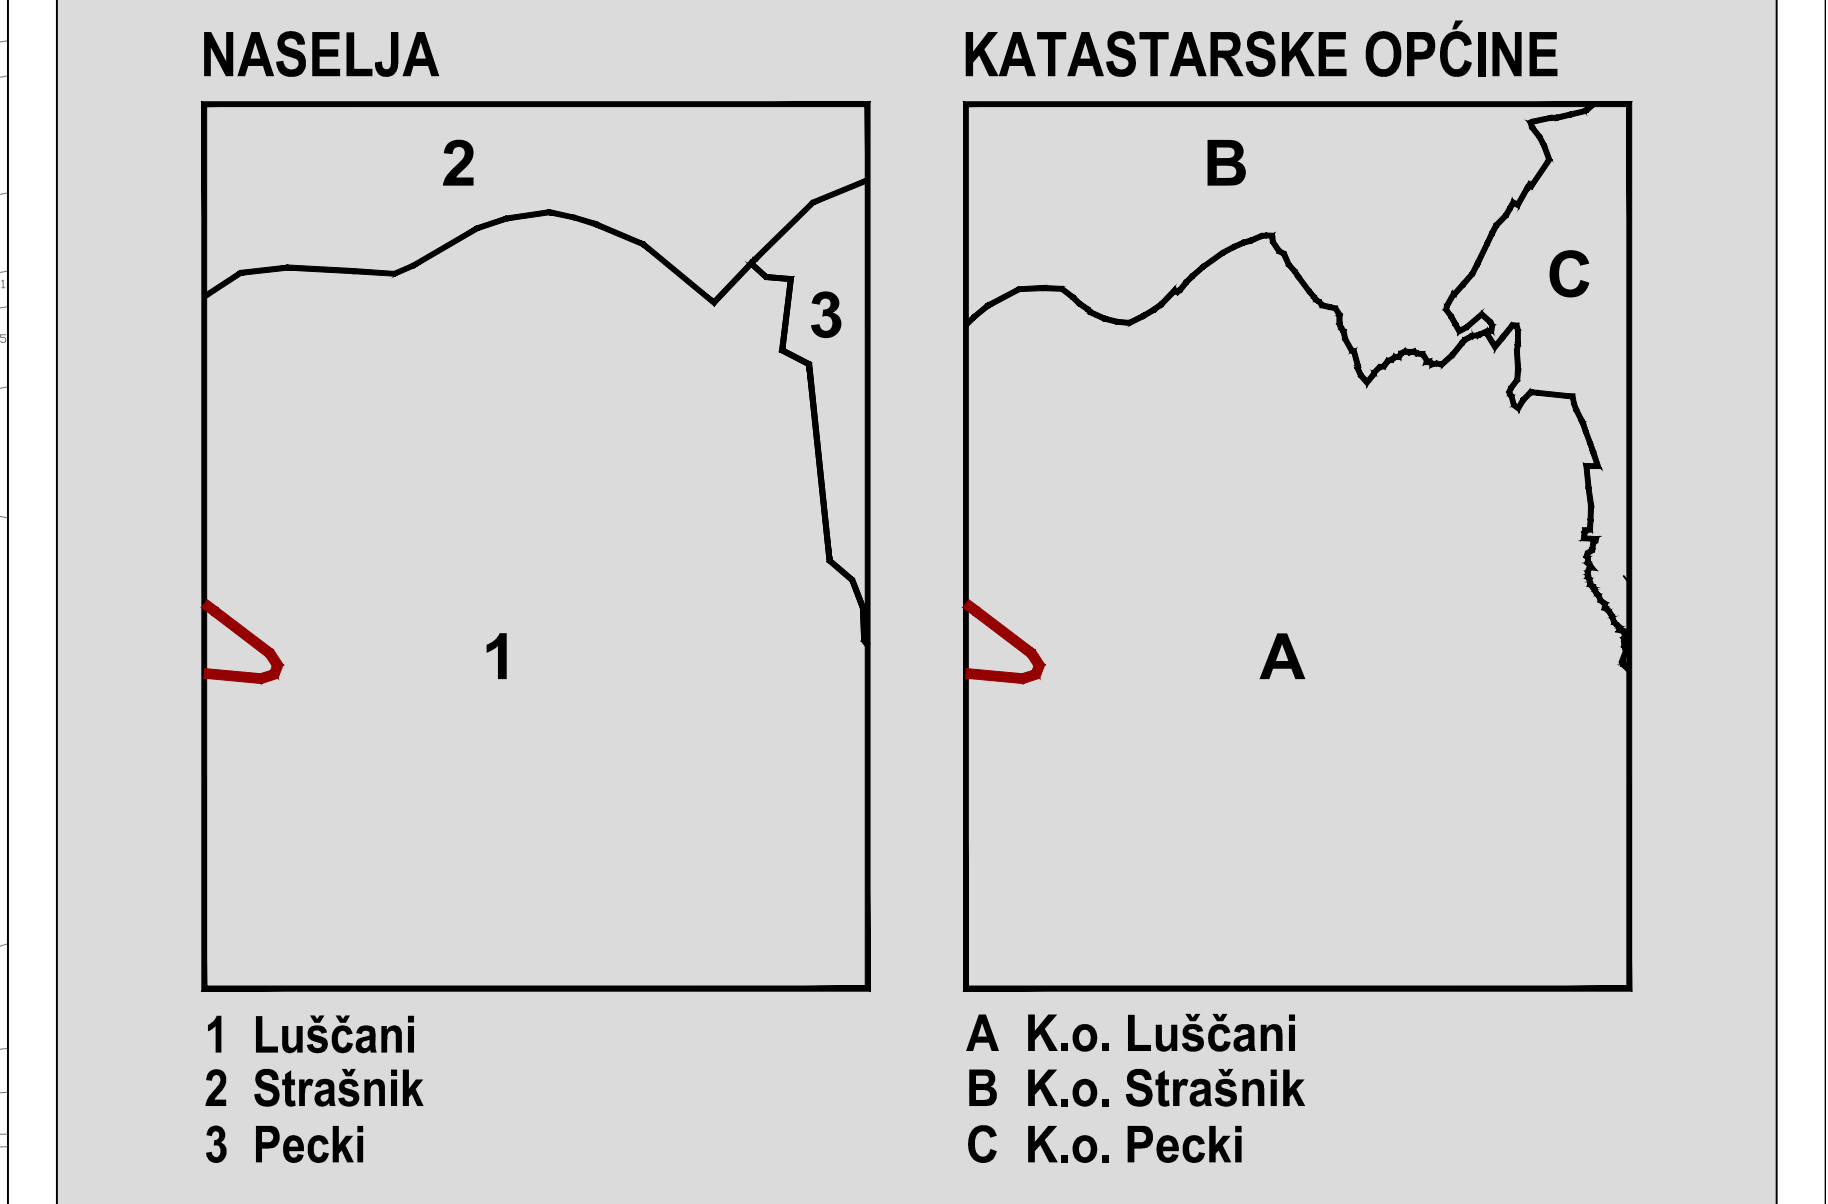 NASELJA
2
3
1
1 Luščani
2 Strašnik
3 Pecki
KATASTARSKE OPĆINE
B
C
A
A K.o. Luščani
B K.o. Strašnik
C K.o. Pecki